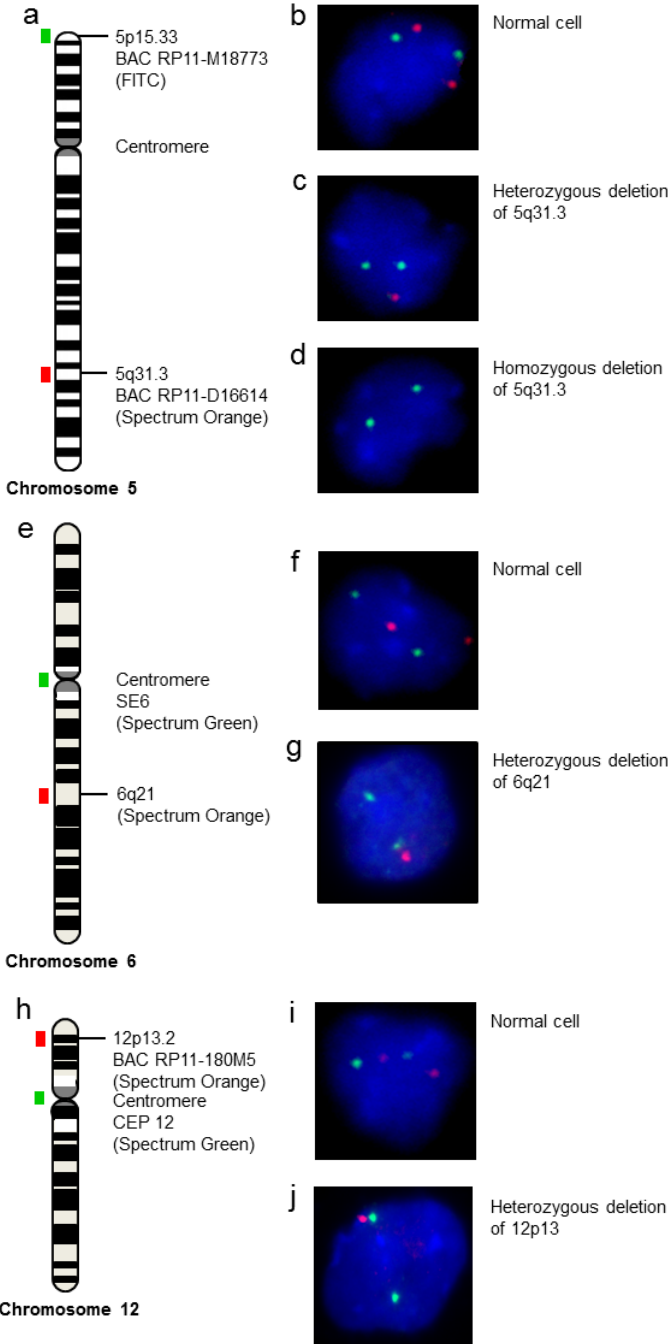 a
5p15.33
BAC RP11-M18773
(FITC)
Centromere
5q31.3
BAC RP11-D16614
(Spectrum Orange)
Chromosome 5
b
Normal cell
c
Heterozygous deletion
of 5q31.3
d
Homozygous deletion
of 5q31.3
e
Centromere
SE6
(Spectrum Green)
6q21
(Spectrum Orange)
Chromosome 6
f
Normal cell
g
Heterozygous deletion
of 6q21
h
12p13.2
BAC RP11-180M5
(Spectrum Orange)
Centromere
CEP 12
(Spectrum Green)
Chromosome 12
i
Normal cell
j
Heterozygous deletion
of 12p13